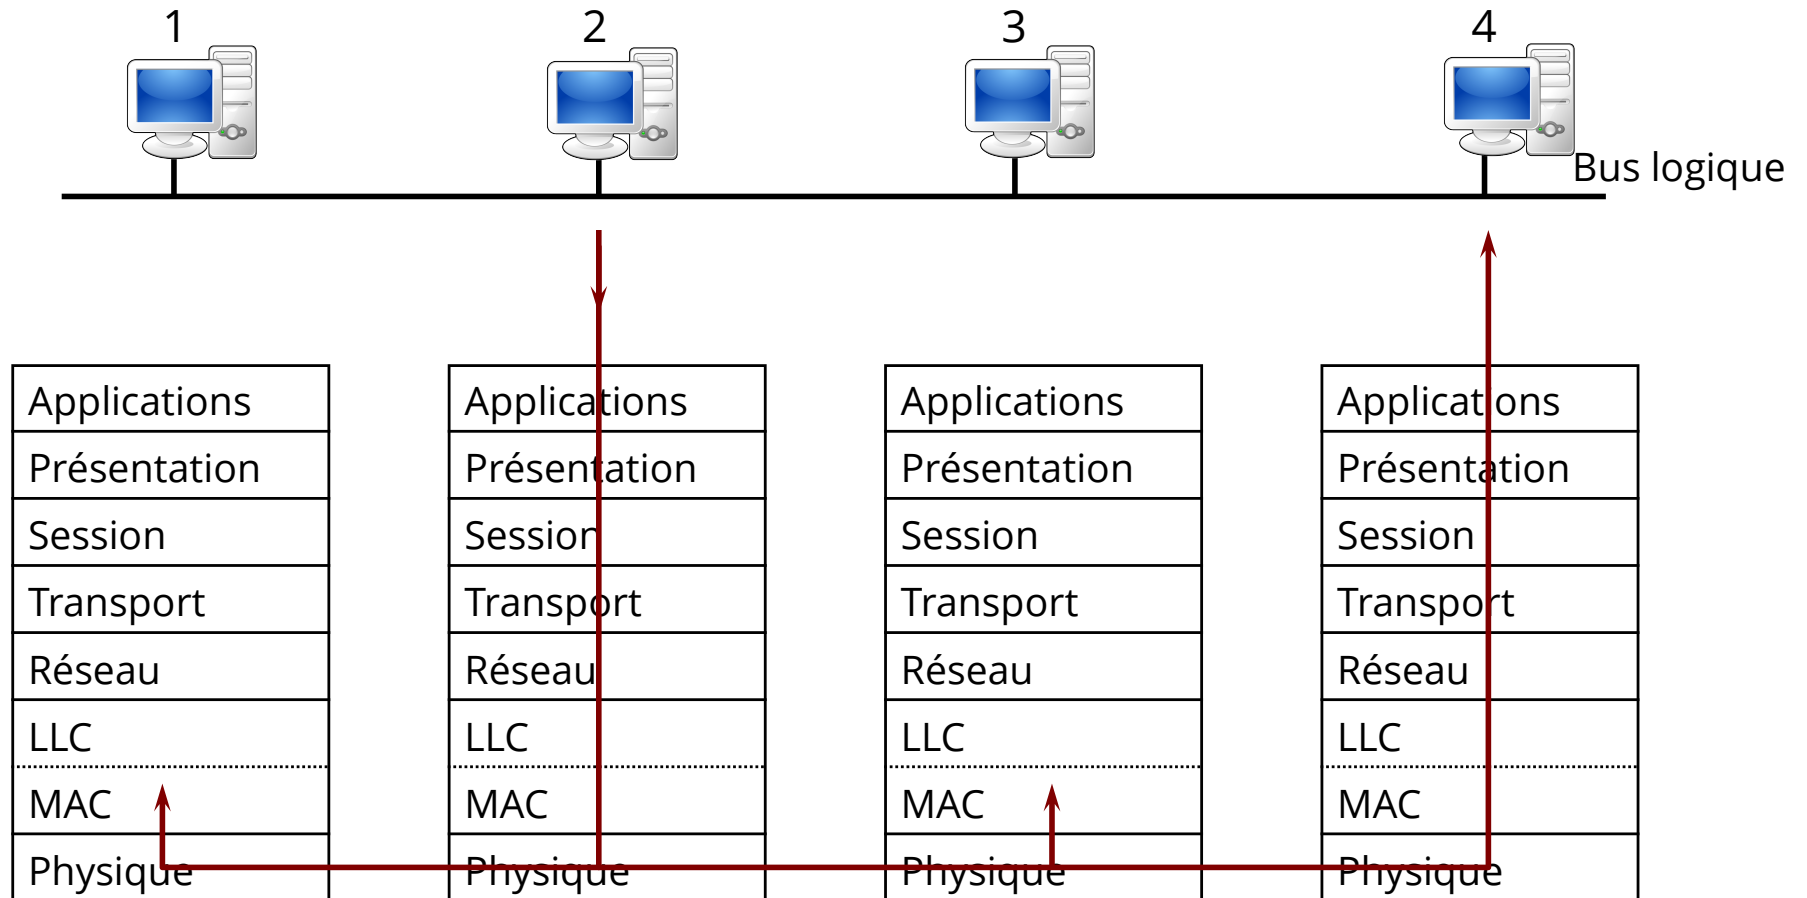 1
2
3
4
Bus logique
Applications
Présentation
Session
Transport
Réseau
LLC
MAC
Physique
Applications
Présentation
Session
Transport
Réseau
LLC
MAC
Physique
Applications
Présentation
Session
Transport
Réseau
LLC
MAC
Physique
Applications
Présentation
Session
Transport
Réseau
LLC
MAC
Physique